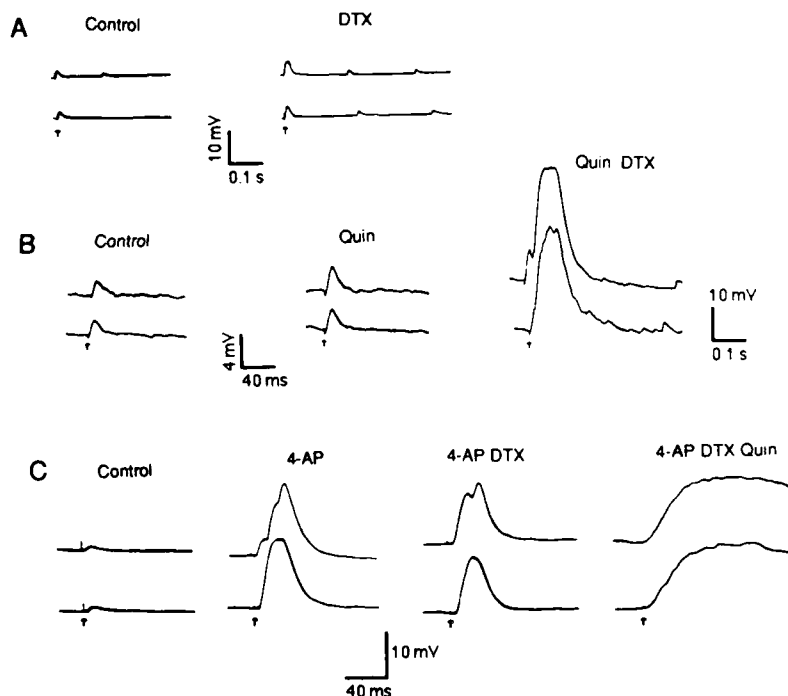 A
Control
DTX
10 mV
0.1 s
B
Control
Quin
Quin DTX
4 mV
40 ms
10 mV
0.1 s
C
Control
4-AP
4-AP DTX
4-AP DTX Quin
10 mV
40 ms